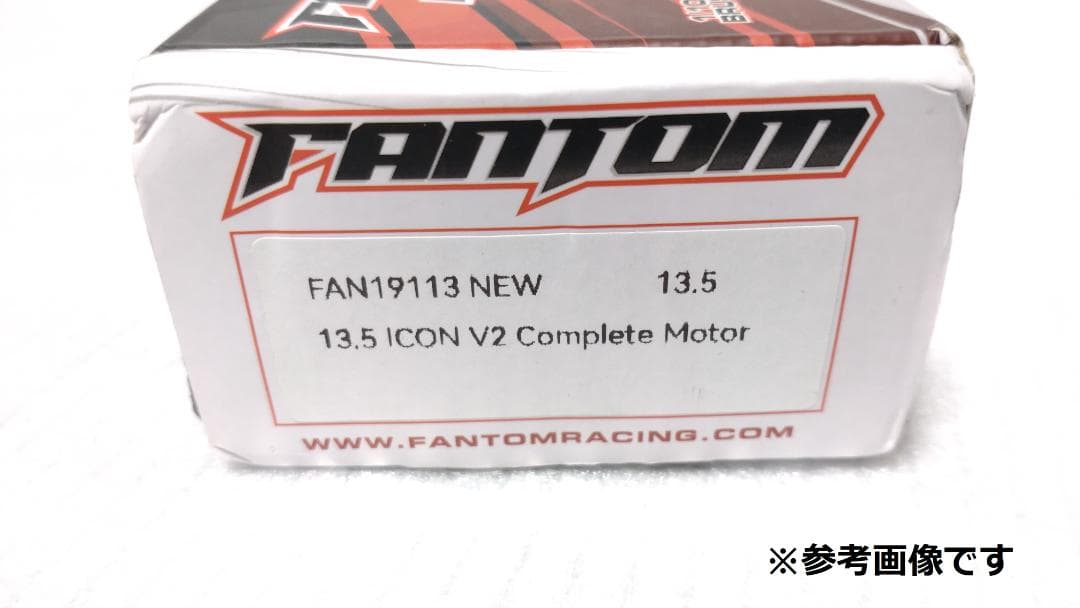 FANTOM
FAN19113 NEW 13.5
13.5 ICON V2 Complete Motor
WWW.FANTOMRACING.COM
※参考画像です